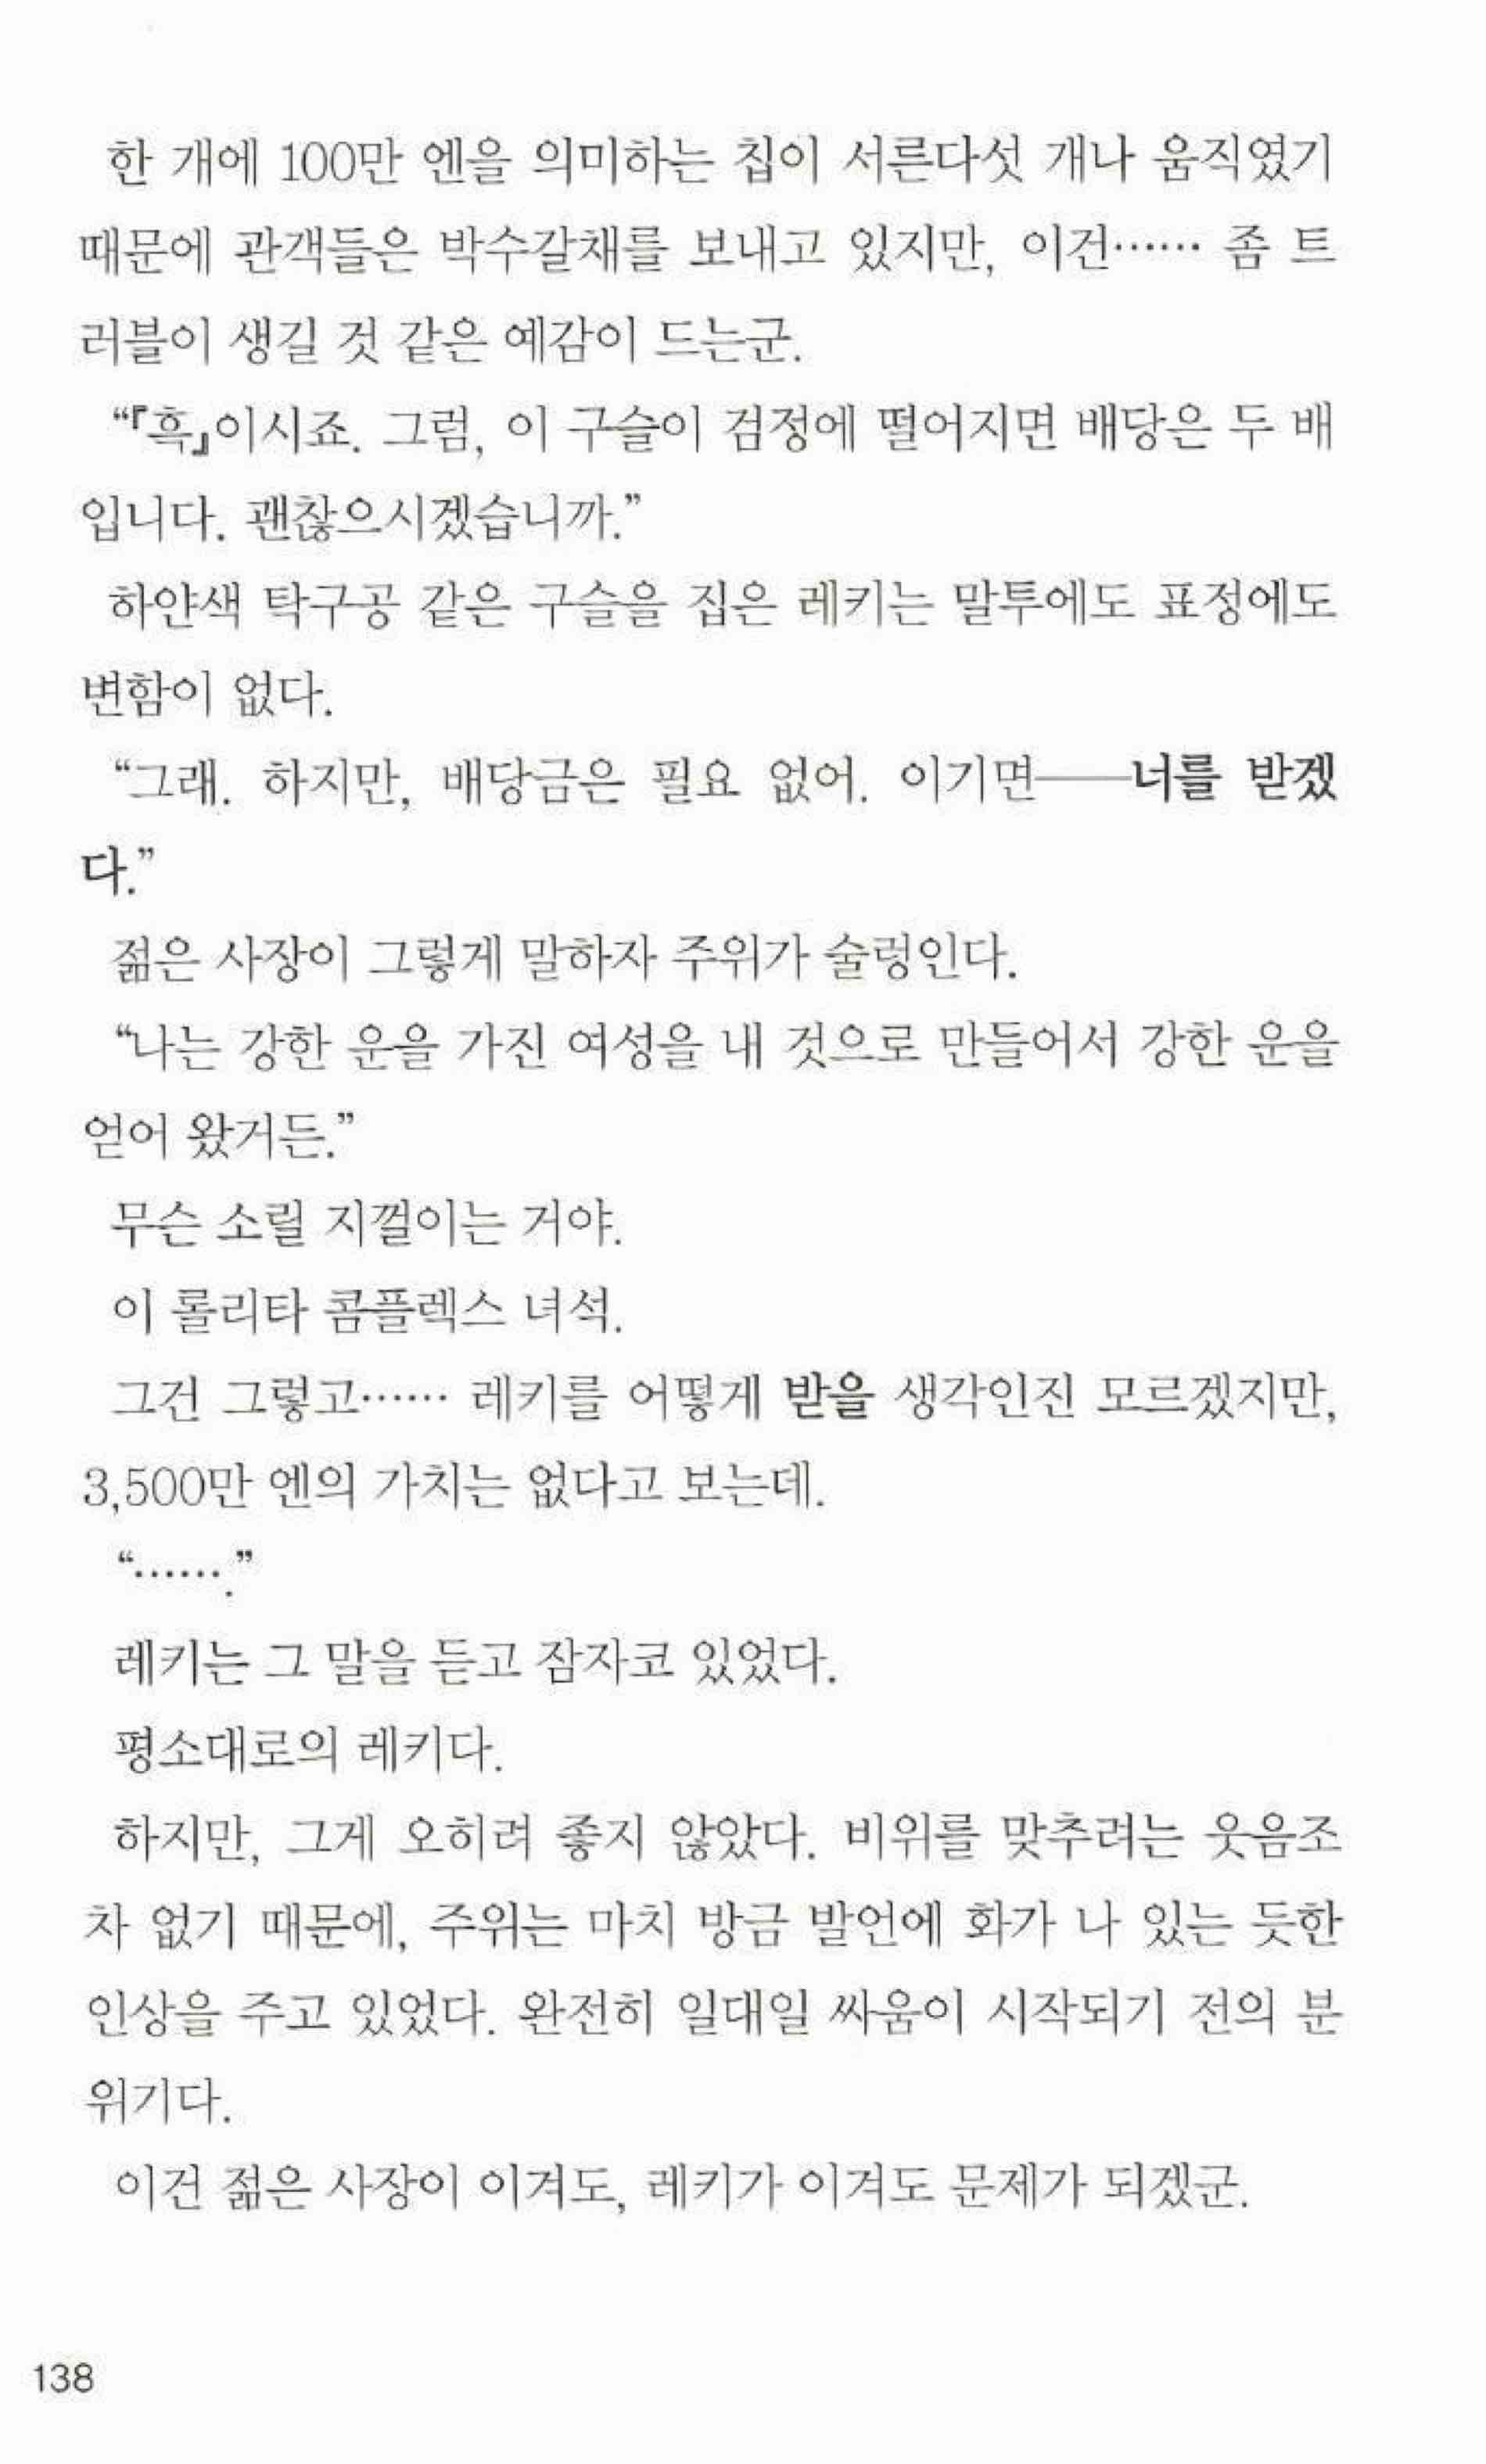 한 개에 100만 엔을 의미하는 칩이 서른다섯 개나 움직였기
때문에 관객들은 박수갈채를 보내고 있지만, 이건…… 좀 트
러블이 생길 것 같은 예감이 드는군.
“『흑』이시죠. 그럼, 이 구슬이 검정에 떨어지면 배당은 두 배
입니다. 괜찮으시겠습니까.”
하얀색 탁구공 같은 구슬을 집은 레키는 말투에도 표정에도
변함이 없다.
“그래. 하지만, 배당금은 필요 없어. 이기면──너를 받겠
다.”
젊은 사장이 그렇게 말하자 주위가 술렁인다.
“나는 강한 운을 가진 여성을 내 것으로 만들어서 강한 운을
얻어 왔거든.”
무슨 소릴 지껄이는 거야.
이 롤리타 콤플렉스 녀석.
그건 그렇고…… 레키를 어떻게 받을 생각인진 모르겠지만,
3,500만 엔의 가치는 없다고 보는데.
“…….”
레키는 그 말을 듣고 잠자코 있었다.
평소대로의 레키다.
하지만, 그게 오히려 좋지 않았다. 비위를 맞추려는 웃음조
차 없기 때문에, 주위는 마치 방금 발언에 화가 나 있는 듯한
인상을 주고 있었다. 완전히 일대일 싸움이 시작되기 전의 분
위기다.
이건 젊은 사장이 이겨도, 레키가 이겨도 문제가 되겠군.
138